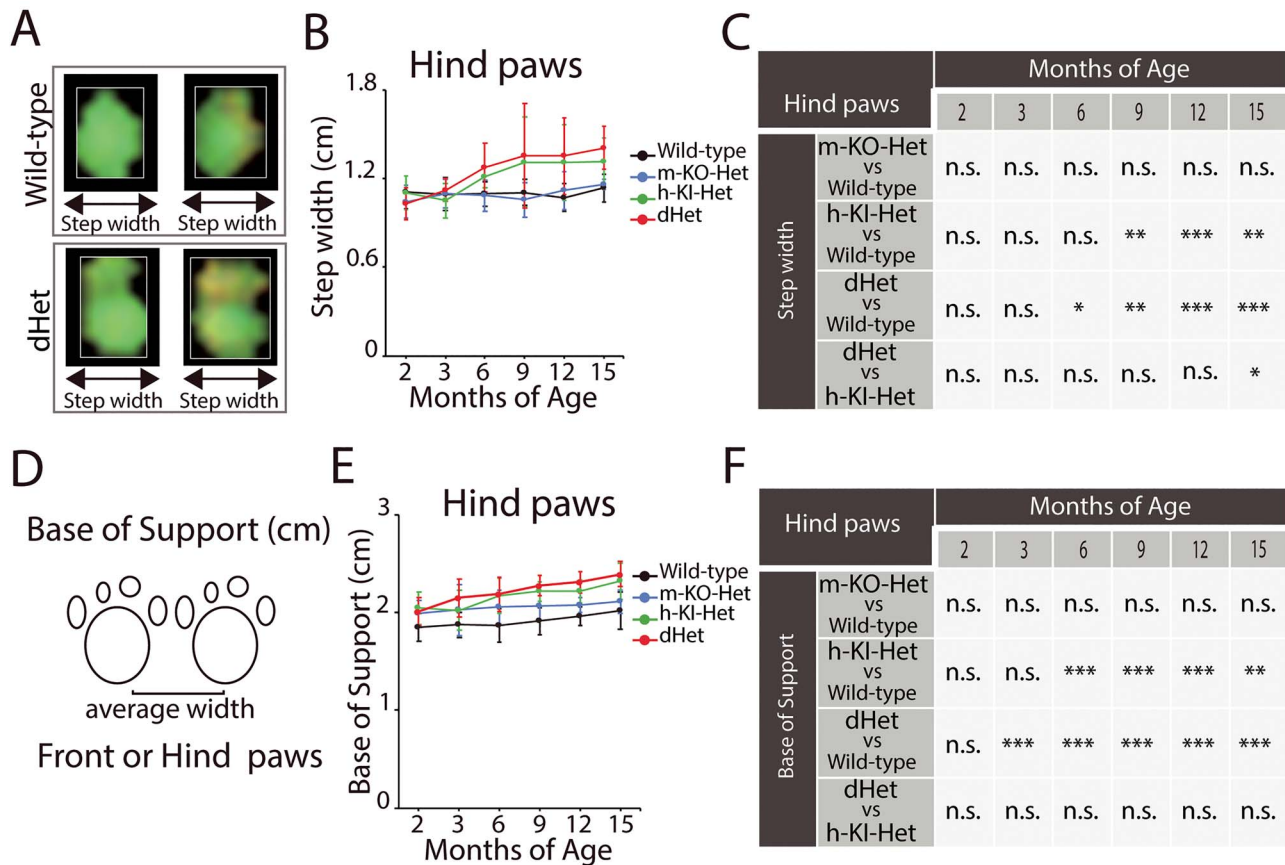 A
Wild-type
Step width
Step width
dHet
Step width
Step width
B
Hind paws
Step width (cm)
1.8
1.2
0.6
0
2 3 6 9 12 15
Months of Age
Wild-type
m-KO-Het
h-KI-Het
dHet
C
Hind paws
Months of Age
2 3 6 9 12 15
Step width
m-KO-Het
vs
Wild-type
n.s. n.s. n.s. n.s. n.s. n.s.
h-KI-Het
vs
Wild-type
n.s. n.s. n.s. ** *** **
dHet
vs
Wild-type
n.s. n.s. * ** *** ***
dHet
vs
h-KI-Het
n.s. n.s. n.s. n.s. n.s. *
D
Base of Support (cm)
average width
Front or Hind paws
E
Hind paws
Base of Support (cm)
3
2
1
0
2 3 6 9 12 15
Months of Age
Wild-type
m-KO-Het
h-KI-Het
dHet
F
Hind paws
Months of Age
2 3 6 9 12 15
Base of Support
m-KO-Het
vs
Wild-type
n.s. n.s. n.s. n.s. n.s. n.s.
h-KI-Het
vs
Wild-type
n.s. n.s. *** *** *** **
dHet
vs
Wild-type
n.s. *** *** *** *** ***
dHet
vs
h-KI-Het
n.s. n.s. n.s. n.s. n.s. n.s.